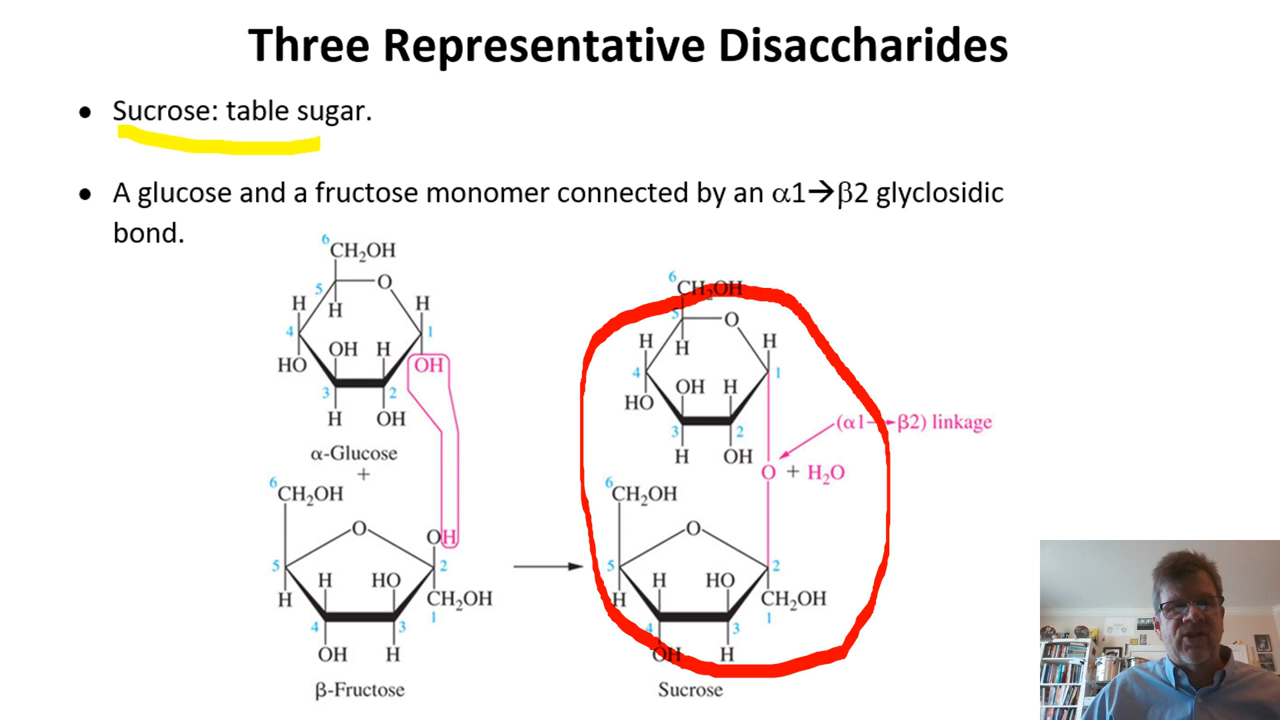 Three Representative Disaccharides
• Sucrose: table sugar.
• A glucose and a fructose monomer connected by an α1→β2 glyclosidic
bond.
6
CH₂OH
5
O
H
H
H
4
1
OH H
HO
OH
3
2
H
OH
α-Glucose
+
6
CH₂OH
O
OH
5
2
H
HO
H
CH₂OH
4
3
1
OH
H
β-Fructose
6
CH₂OH
5
O
H
H
H
4
1
OH H
HO
3
2
H
OH
(α1→β2) linkage
O + H₂O
6
CH₂OH
O
5
2
H
HO
H
CH₂OH
4
3
1
OH
H
Sucrose